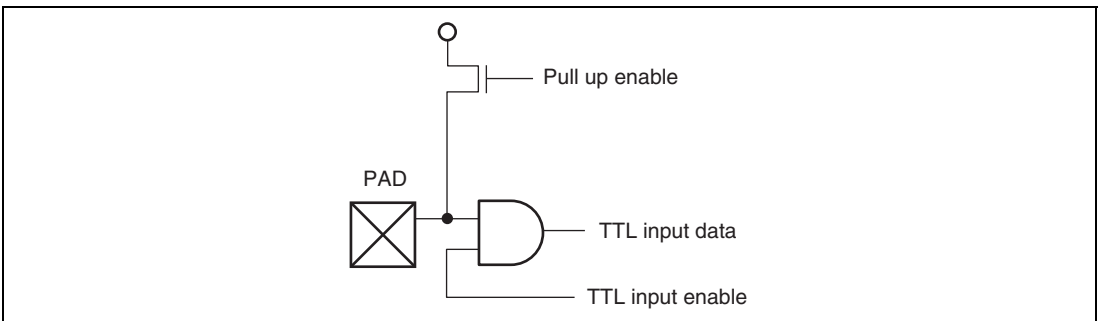 Pull up enable
PAD
TTL input data
TTL input enable